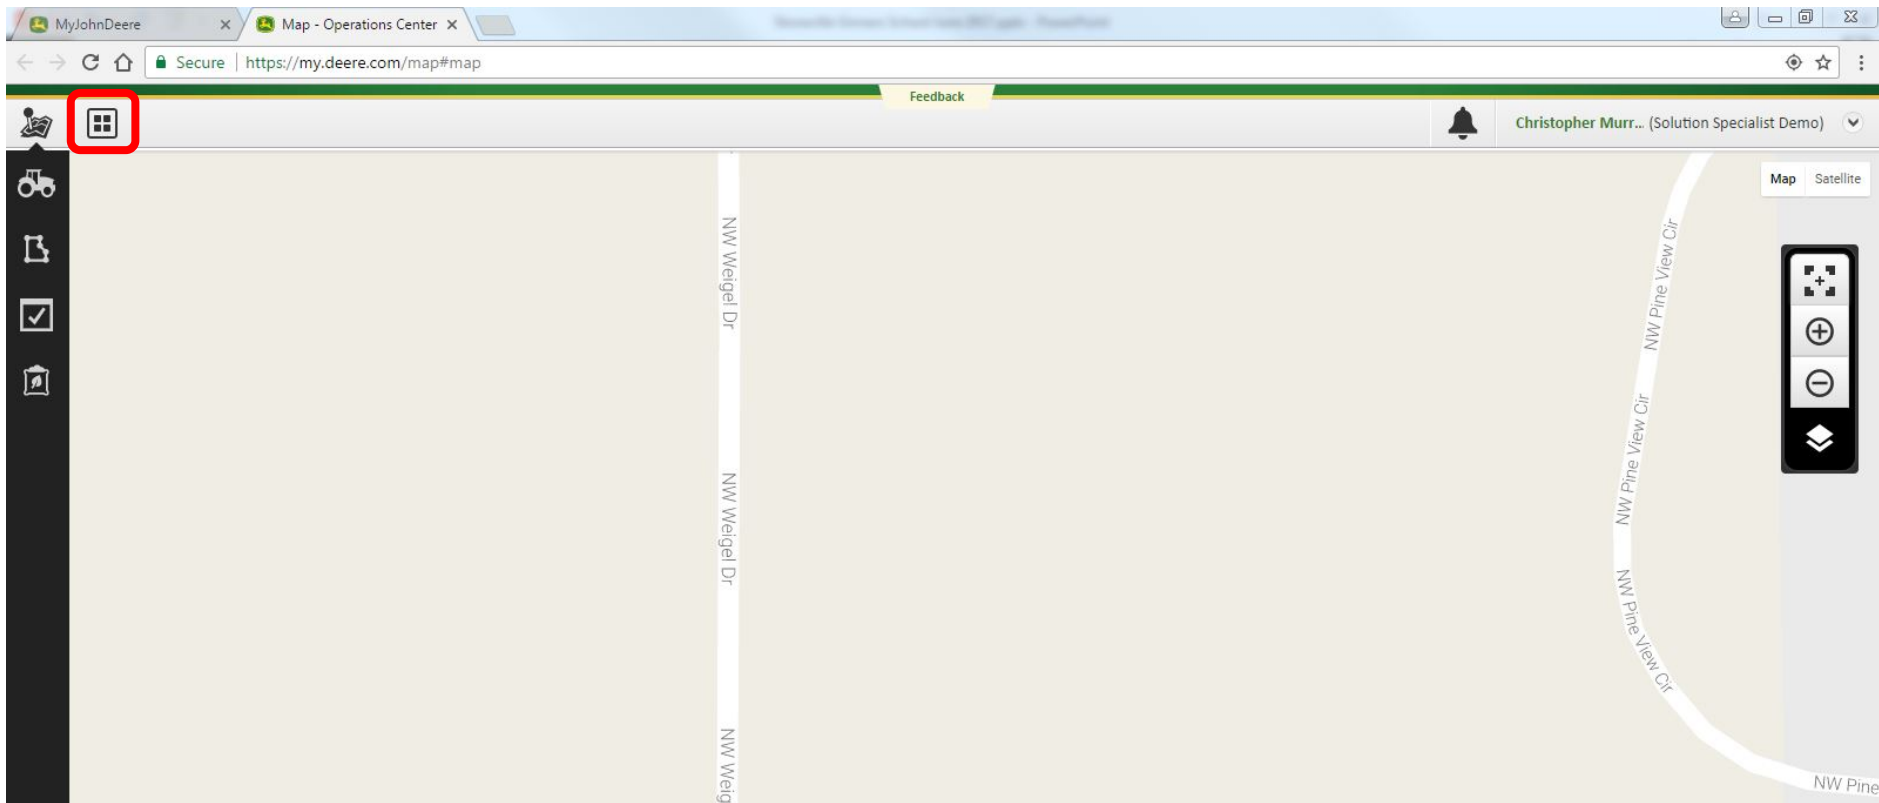 MyJohnDeere
Map - Operations Center
Secure
https://my.deere.com/map#map
Feedback
Christopher Murr... (Solution Specialist Demo)
Map Satellite
NW Weigel Dr
NW Pine View Cir
NW Pine View Cir
NW Weigel Dr
NW Pine View Cir
NW Weig
NW Pine